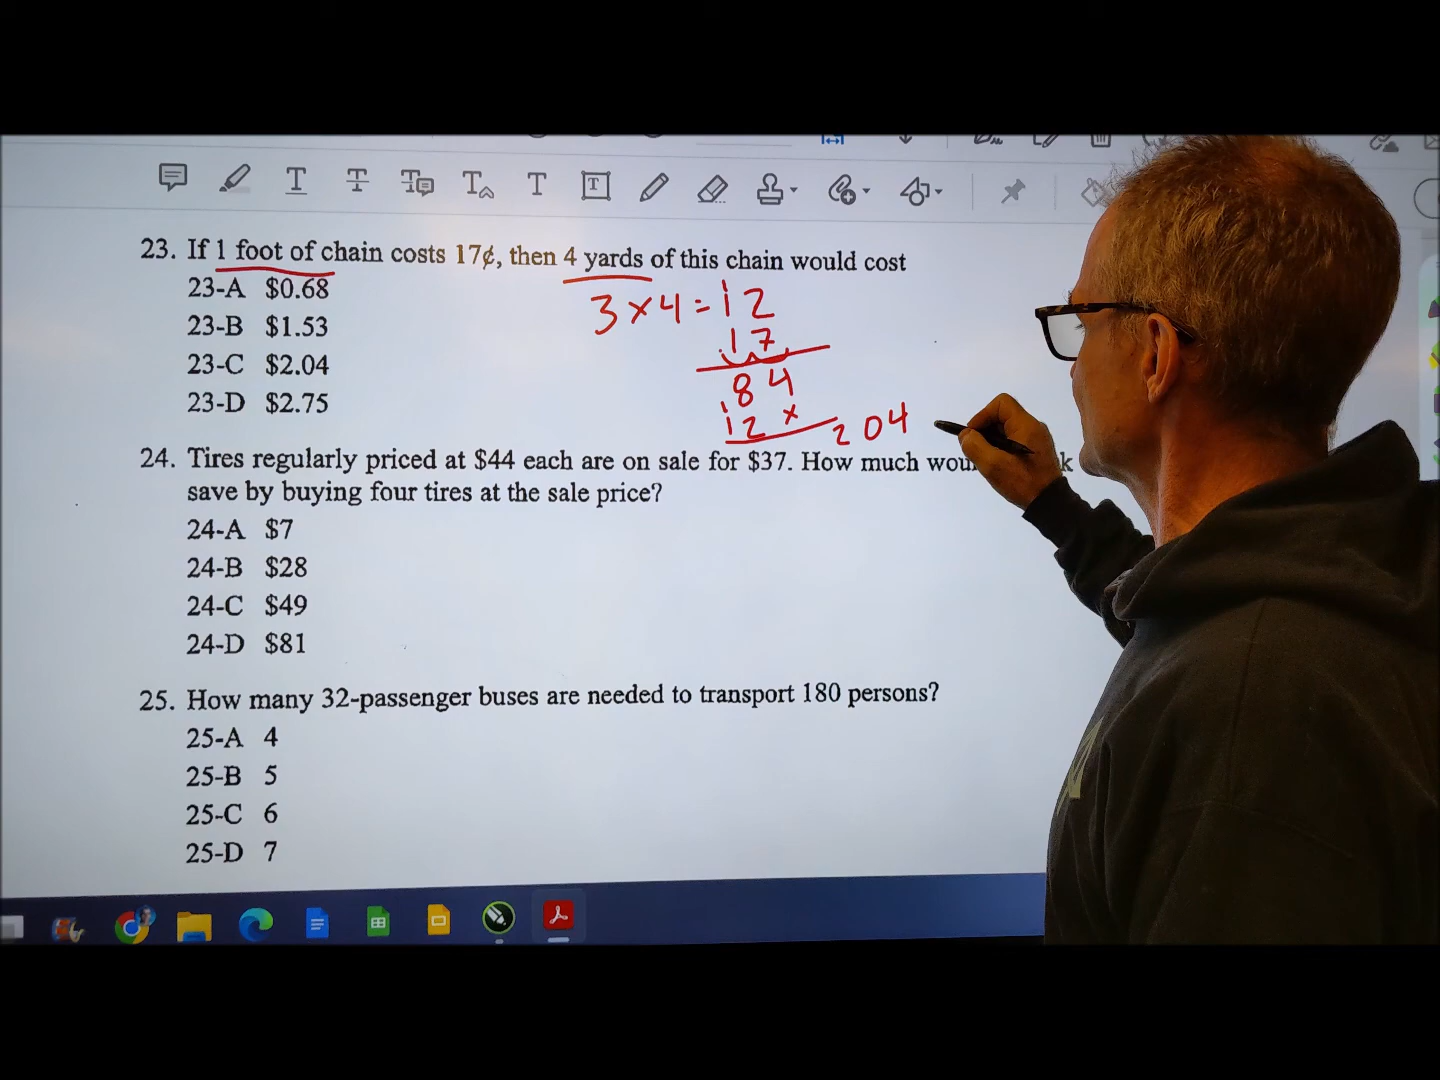 23. If 1 foot of chain costs 17¢, then 4 yards of this chain would cost
23-A $0.68
23-B $1.53
23-C $2.04
23-D $2.75
3 × 4 = 12
17
84
12 ×
204
24. Tires regularly priced at $44 each are on sale for $37. How much
save by buying four tires at the sale price?
24-A $7
24-B $28
24-C $49
24-D $81
25. How many 32-passenger buses are needed to transport 180 persons?
25-A 4
25-B 5
25-C 6
25-D 7